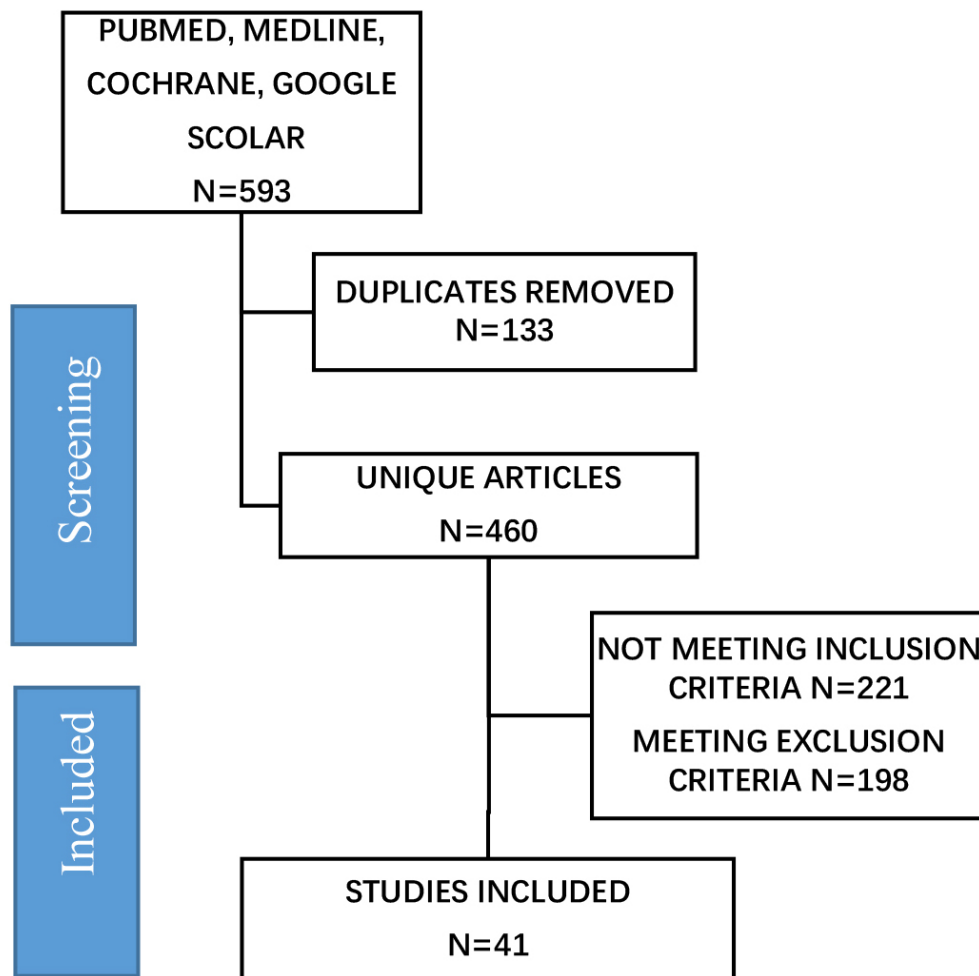 PUBMED, MEDLINE,
COCHRANE, GOOGLE
SCOLAR
N=593
DUPLICATES REMOVED
N=133
Screening
UNIQUE ARTICLES
N=460
NOT MEETING INCLUSION
CRITERIA N=221
MEETING EXCLUSION
CRITERIA N=198
Included
STUDIES INCLUDED
N=41